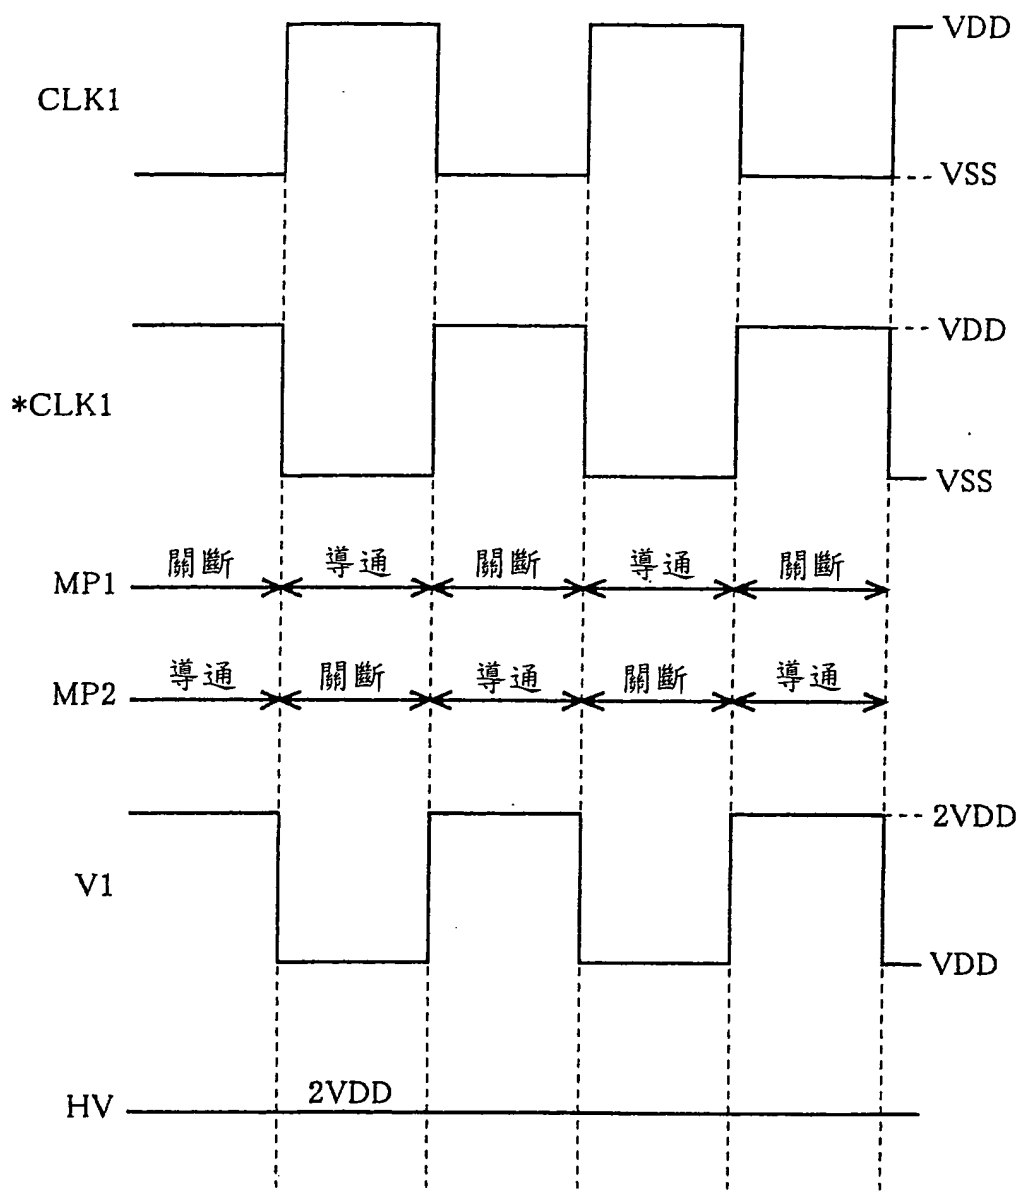 VDD
CLK1
VSS
VDD
*CLK1
VSS
MP1 關斷 導通 關斷 導通 關斷
MP2 導通 關斷 導通 關斷 導通
2VDD
V1
VDD
2VDD
HV